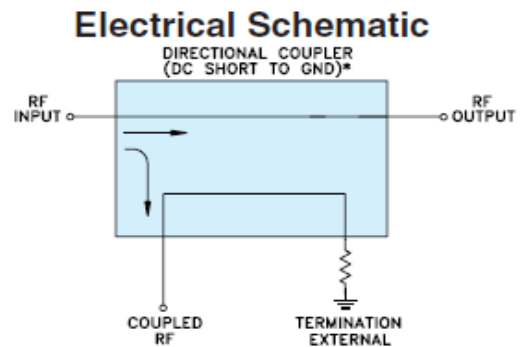 Electrical Schematic
DIRECTIONAL COUPLER
(DC SHORT TO GND)*
RF
INPUT
RF
OUTPUT
COUPLED
RF
TERMINATION
EXTERNAL